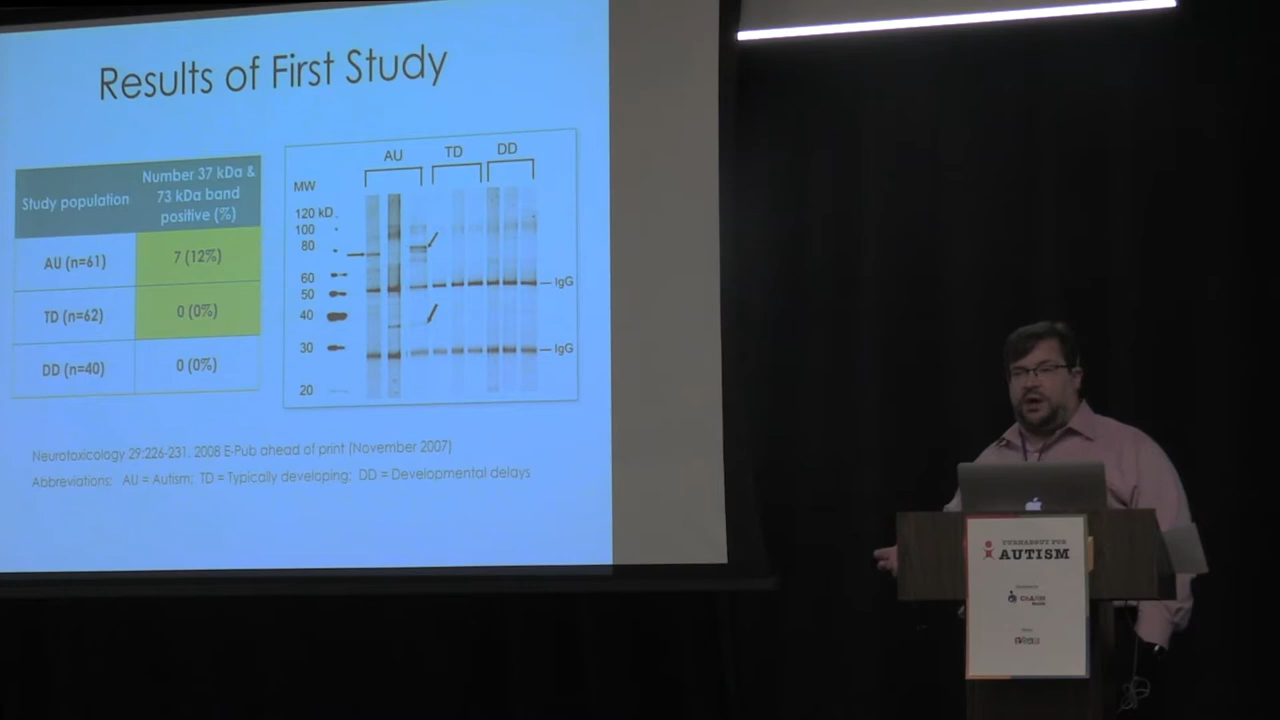 Results of First Study
Study population
Number 37 kDa &
73 kDa band
positive (%)
AU (n=61)
7 (12%)
TD (n=62)
0 (0%)
DD (n=40)
0 (0%)
AU
TD
DD
MW
120 kD
100
80
60
50
40
30
20
IgG
IgG
Neurotoxicology 29:226-231, 2008 E-Pub ahead of print (November 2007)
Abbreviations: AU = Autism; TD = Typically developing; DD = Developmental delays
TURNABOUT FOR
AUTISM